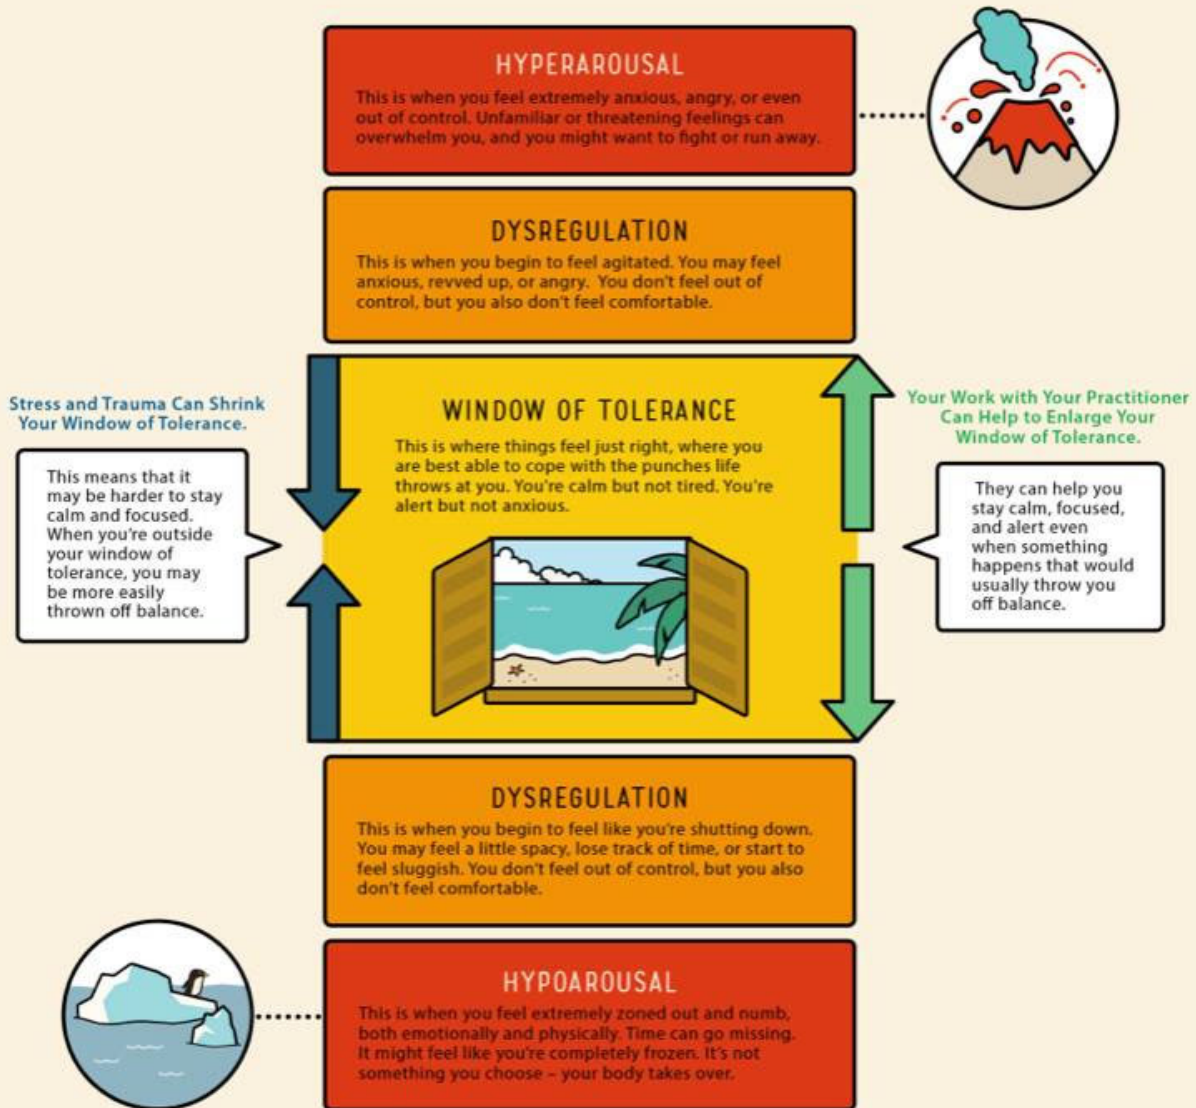 HYPERAROUSAL
This is when you feel extremely anxious, angry, or even
out of control. Unfamiliar or threatening feelings can
overwhelm you, and you might want to fight or run away.
DYSREGULATION
This is when you begin to feel agitated. You may feel
anxious, revved up, or angry.  You don't feel out of
control, but you also don't feel comfortable.
Stress and Trauma Can Shrink
Your Window of Tolerance.
This means that it
may be harder to stay
calm and focused.
When you're outside
your window of
tolerance, you may
be more easily
thrown off balance.
WINDOW OF TOLERANCE
This is where things feel just right, where you
are best able to cope with the punches life
throws at you. You're calm but not tired. You're
alert but not anxious.
Your Work with Your Practitioner
Can Help to Enlarge Your
Window of Tolerance.
They can help you
stay calm, focused,
and alert even
when something
happens that would
usually throw you
off balance.
DYSREGULATION
This is when you begin to feel like you're shutting down.
You may feel a little spacy, lose track of time, or start to
feel sluggish. You don't feel out of control, but you also
don't feel comfortable.
HYPOAROUSAL
This is when you feel extremely zoned out and numb,
both emotionally and physically. Time can go missing.
It might feel like you're completely frozen. It's not
something you choose – your body takes over.